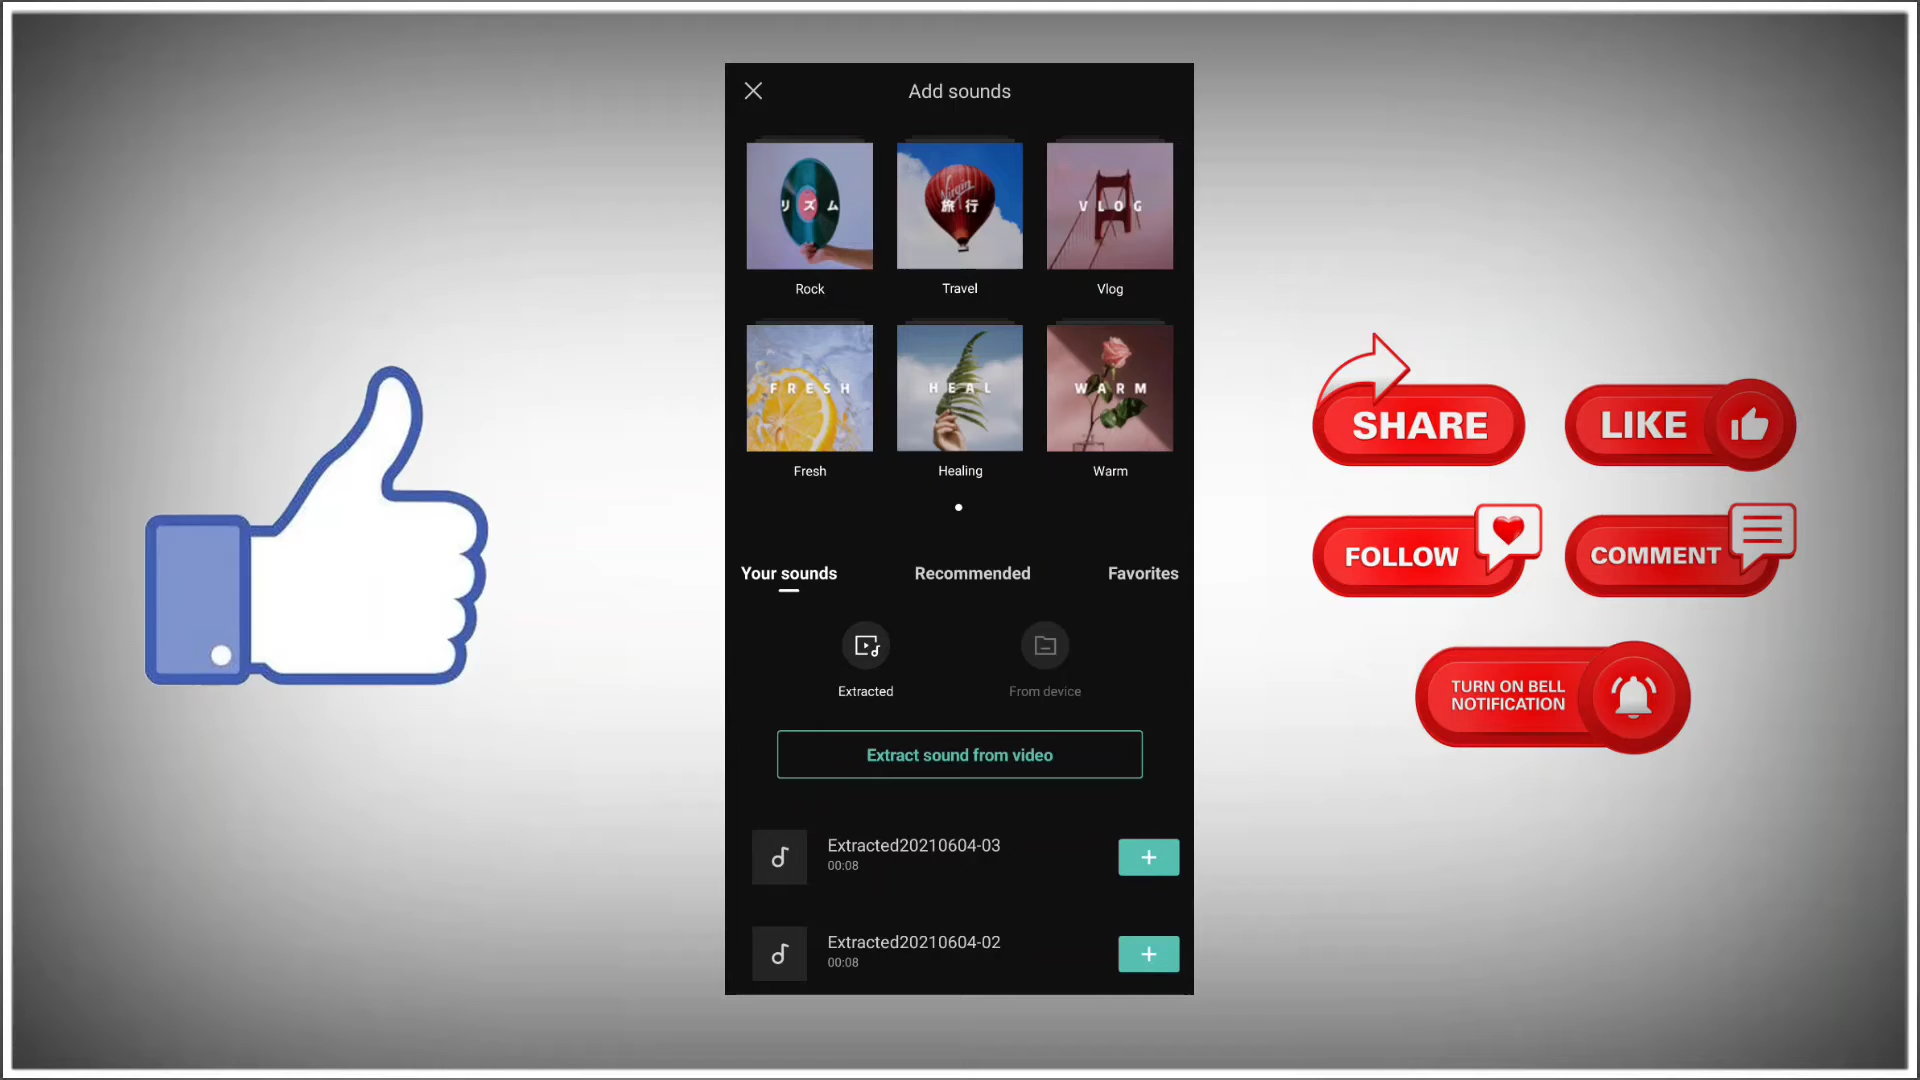 Add sounds
リズム
Virgin
旅行
VLOG
Rock
Travel
Vlog
FRESH
HEAL
WARM
Fresh
Healing
Warm
Your sounds
Recommended
Favorites
Extracted
From device
Extract sound from video
Extracted20210604-03
00:08
Extracted20210604-02
00:08
SHARE
LIKE
FOLLOW
COMMENT
TURN ON BELL
NOTIFICATION